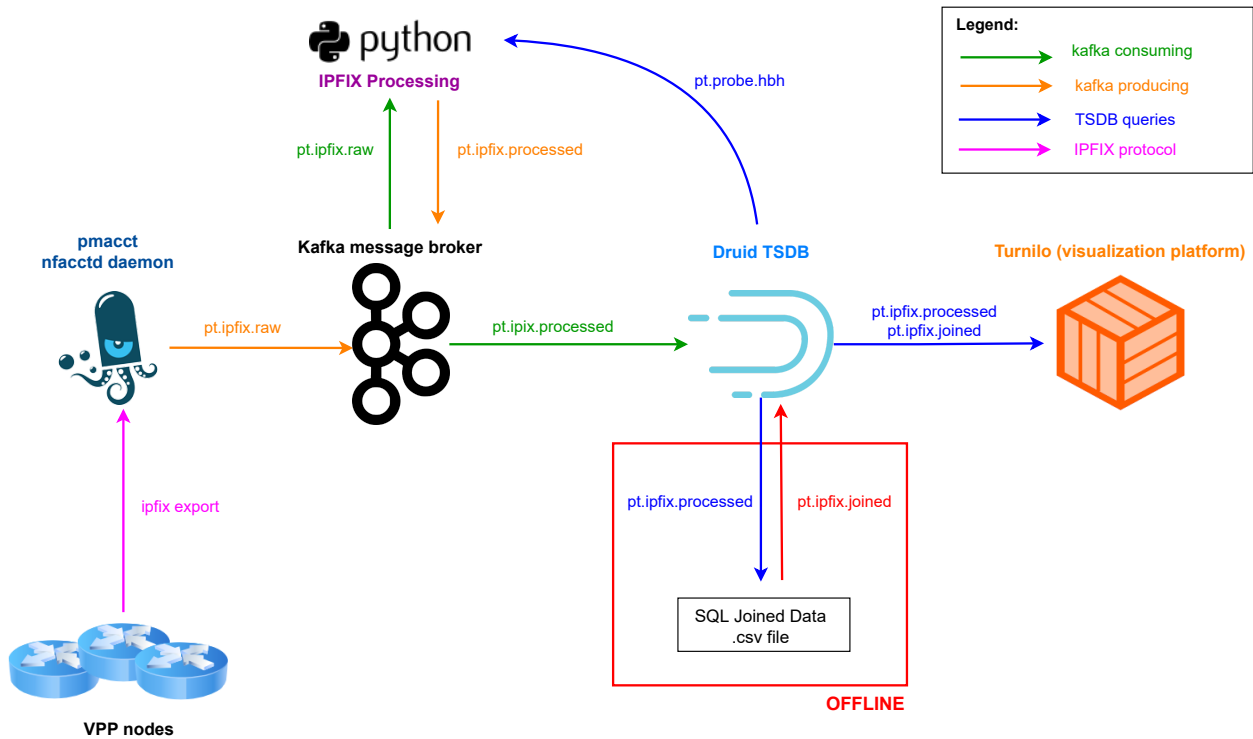 python
IPFIX Processing
pt.probe.hbh
Legend:
kafka consuming
kafka producing
TSDB queries
IPFIX protocol
pt.ipfix.raw
pt.ipfix.processed
pmacct
nfacctd daemon
Kafka message broker
Druid TSDB
Turnilo (visualization platform)
pt.ipfix.raw
pt.ipix.processed
pt.ipfix.processed
pt.ipfix.joined
ipfix export
pt.ipfix.processed
pt.ipfix.joined
SQL Joined Data
.csv file
OFFLINE
VPP nodes